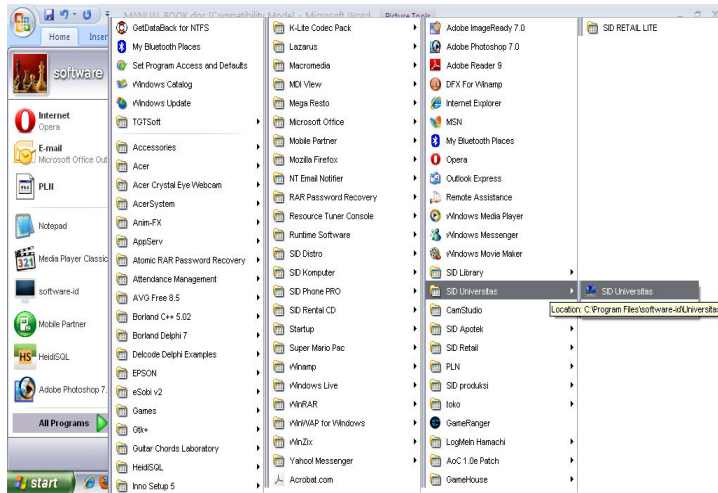 MANUAL BOOK.doc [Compatibility Mode] - Microsoft Word
Picture Tools
Home
Inser
software
Internet
Opera
E-mail
Microsoft Office Out
PLN
Notepad
Media Player Classic
software-id
Mobile Partner
HeidiSQL
Adobe Photoshop 7.
All Programs
start
GetDataBack for NTFS
My Bluetooth Places
Set Program Access and Defaults
Windows Catalog
Windows Update
TGTSoft
Accessories
Acer
Acer Crystal Eye Webcam
AcerSystem
Anim-FX
AppServ
Atomic RAR Password Recovery
Attendance Management
AVG Free 8.5
Borland C++ 5.02
Borland Delphi 7
Delcode Delphi Examples
EPSON
eSobi v2
Games
Gtk+
Guitar Chords Laboratory
HeidiSQL
Inno Setup 5
K-Lite Codec Pack
Lazarus
Macromedia
MDI View
Mega Resto
Microsoft Office
Mobile Partner
Mozilla Firefox
NT Email Notifier
RAR Password Recovery
Resource Tuner Console
Runtime Software
SID Distro
SID Komputer
SID Phone PRO
SID Rental CD
Startup
Super Mario Pac
Winamp
Windows Live
WinRAR
WinWAP for Windows
WinZix
Yahoo! Messenger
Acrobat.com
Adobe ImageReady 7.0
Adobe Photoshop 7.0
Adobe Reader 9
DFX For Winamp
Internet Explorer
MSN
My Bluetooth Places
Opera
Outlook Express
Remote Assistance
Windows Media Player
Windows Messenger
Windows Movie Maker
SID Library
SID Universitas
CamStudio
SID Apotek
SID Retail
PLN
SID produksi
toko
GameRanger
LogMeIn Hamachi
AoC 1.0e Patch
GameHouse
SID RETAIL LITE
SID Universitas
Location: C:\Program Files\software-id\Universitas